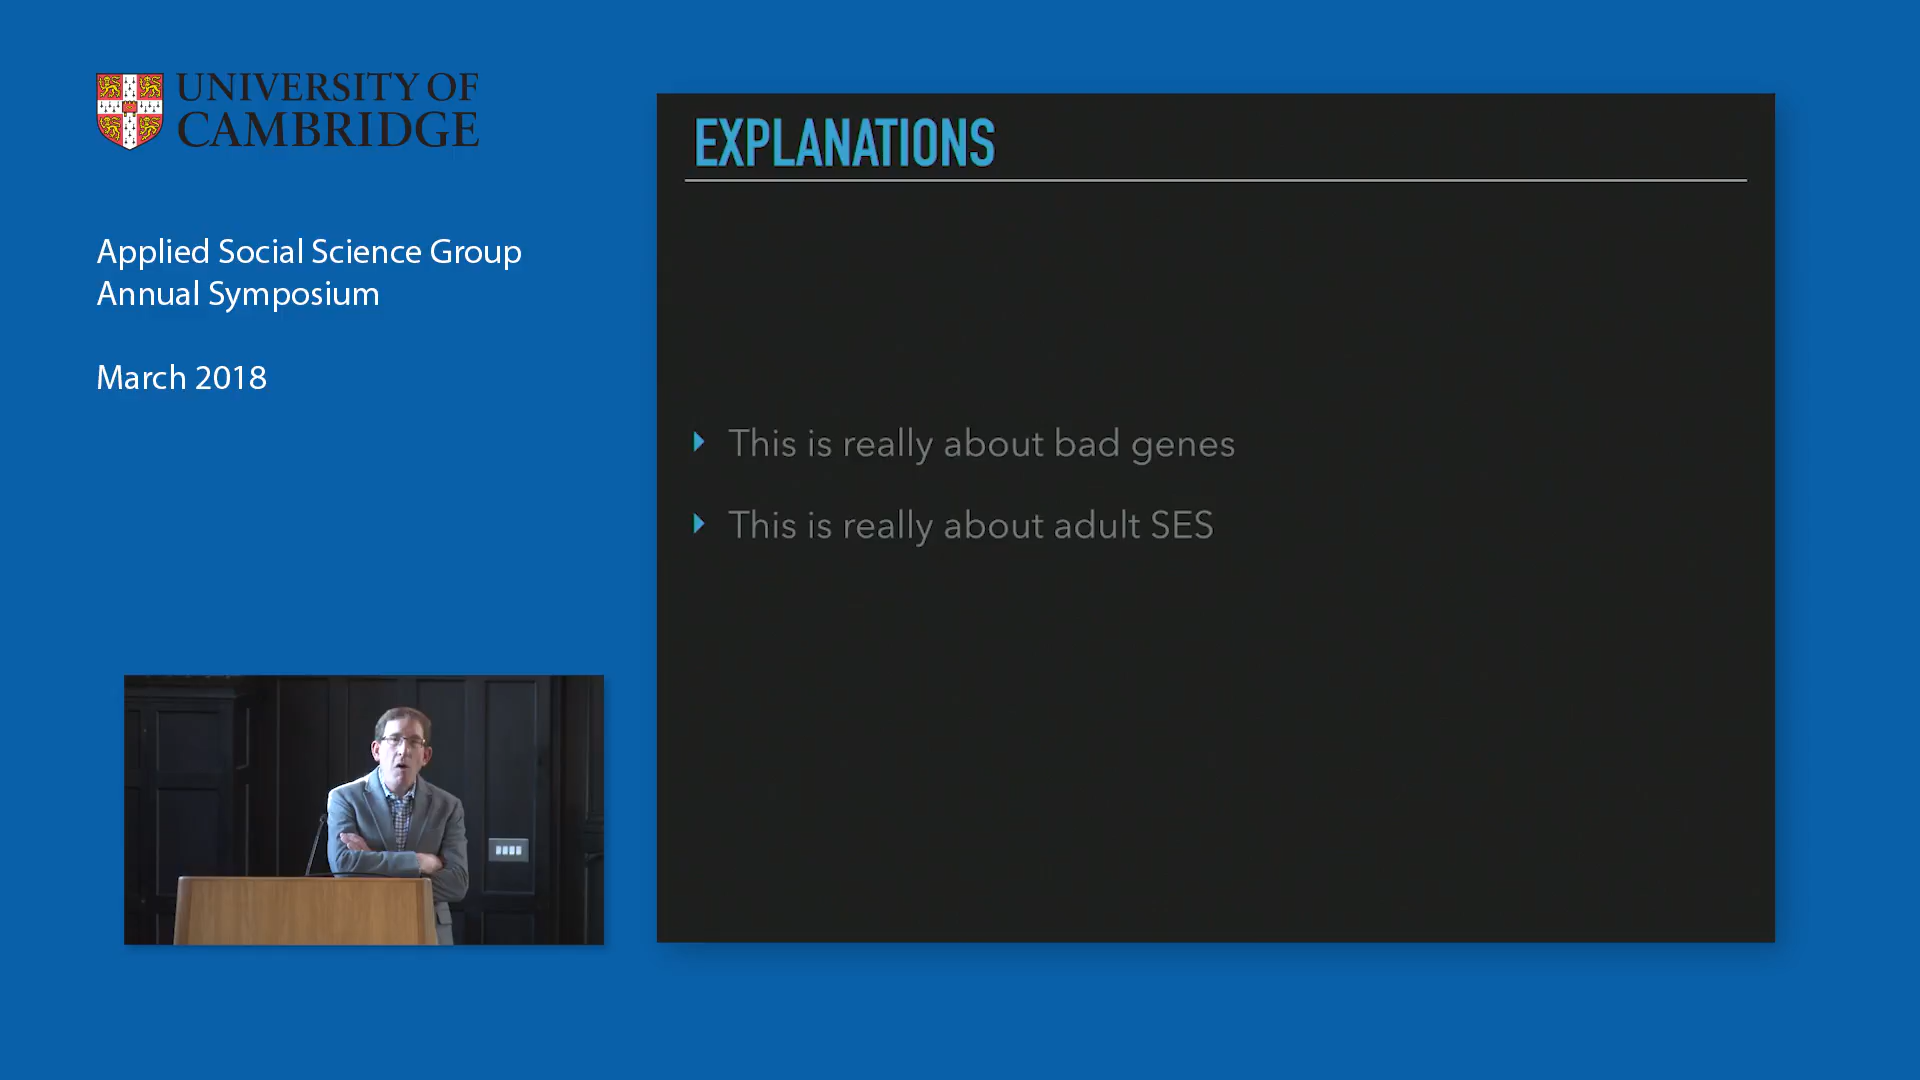 UNIVERSITY OF
CAMBRIDGE
Applied Social Science Group
Annual Symposium
March 2018
EXPLANATIONS
This is really about bad genes
This is really about adult SES